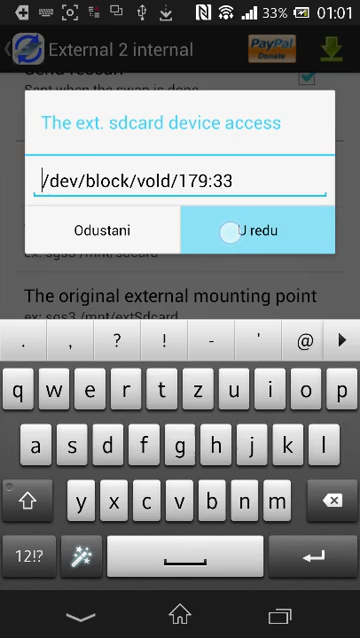 33% 01:01
External 2 internal
PayPal
Donate
Send rescan
Sent when the swap is done
The ext. sdcard device access
/dev/block/vold/179:33
Odustani
U redu
ex: sgs3 /mnt/sdcard
The original external mounting point
ex: sgs3 /mnt/extSdcard
. , ? ! - ' @
q w e r t z u i o p
a s d f g h j k l
y x c v b n m
12!?